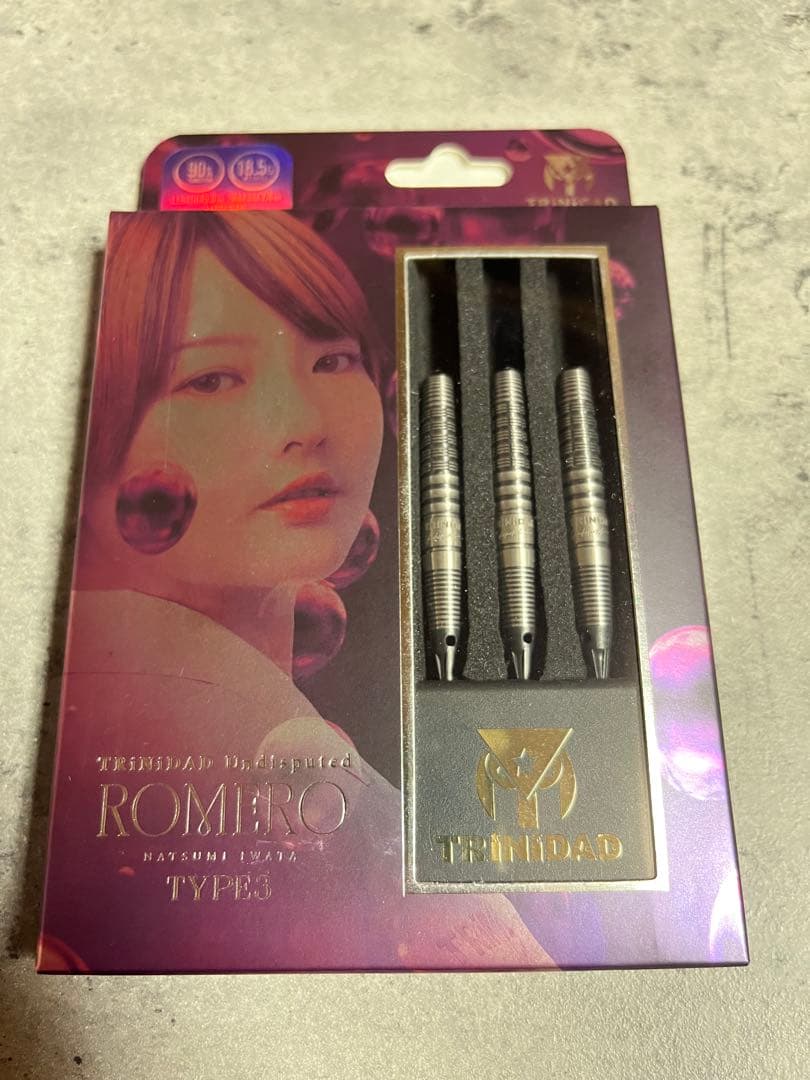 90%
18.5g
TRiNiDAD
TRiNiDAD Undisputed
ROMERO
NATSUMI IWATA
TYPE3
TRiNiDAD